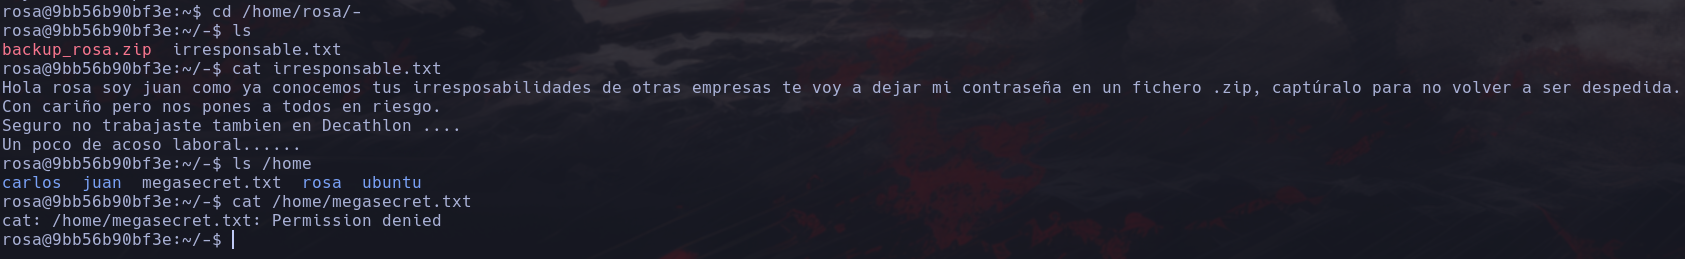 rosa@9bb56b90bf3e:~$ cd /home/rosa/-
rosa@9bb56b90bf3e:~/-$ ls
backup_rosa.zip  irresponsable.txt
rosa@9bb56b90bf3e:~/-$ cat irresponsable.txt
Hola rosa soy juan como ya conocemos tus irresposabilidades de otras empresas te voy a dejar mi contraseña en un fichero .zip, captúralo para no volver a ser despedida.
Con cariño pero nos pones a todos en riesgo.
Seguro no trabajaste tambien en Decathlon ....
Un poco de acoso laboral......
rosa@9bb56b90bf3e:~/-$ ls /home
carlos  juan  megasecret.txt  rosa  ubuntu
rosa@9bb56b90bf3e:~/-$ cat /home/megasecret.txt
cat: /home/megasecret.txt: Permission denied
rosa@9bb56b90bf3e:~/-$